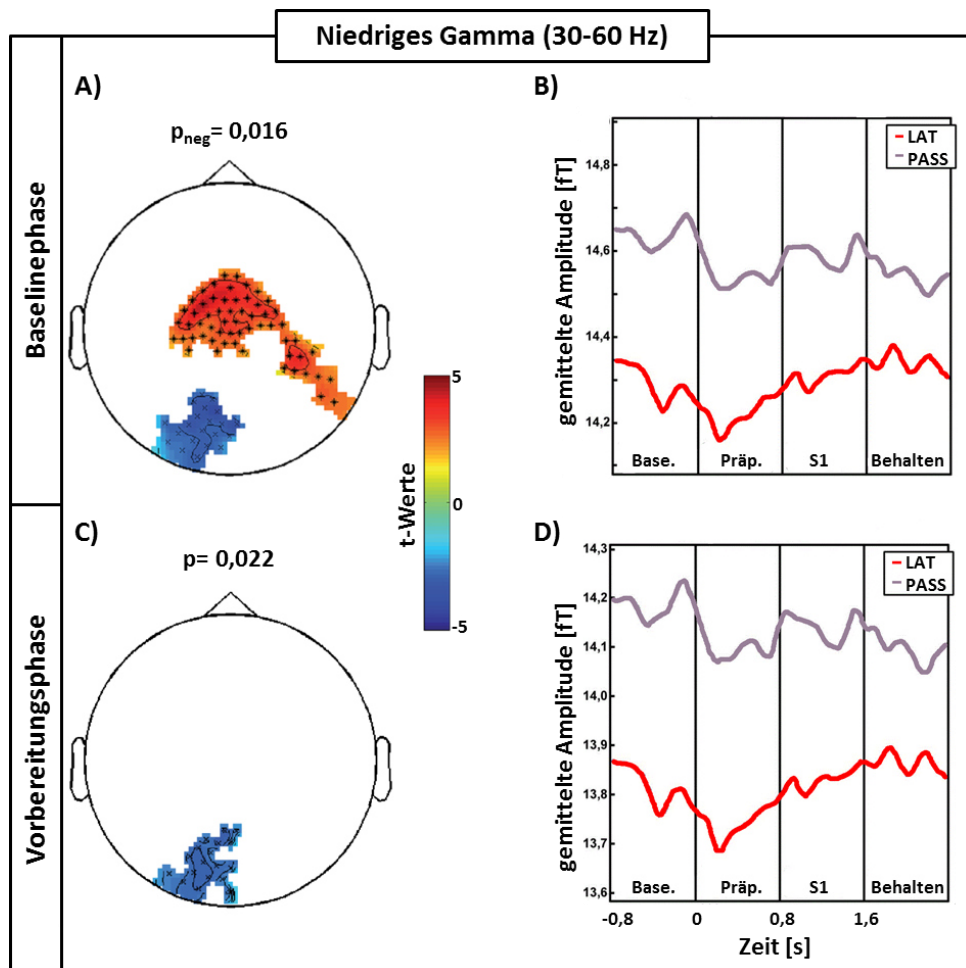 Niedriges Gamma (30-60 Hz)
Baselinephase
A)
pneg= 0,016
B)
gemittelte Amplitude [fT]
14,8
14,6
14,4
14,2
LAT
PASS
Base.
Präp.
S1
Behalten
t-Werte
5
0
-5
Vorbereitungsphase
C)
p= 0,022
D)
gemittelte Amplitude [fT]
14,3
14,2
14,1
14,0
13,9
13,8
13,7
13,6
LAT
PASS
Base.
Präp.
S1
Behalten
-0,8
0
0,8
1,6
Zeit [s]